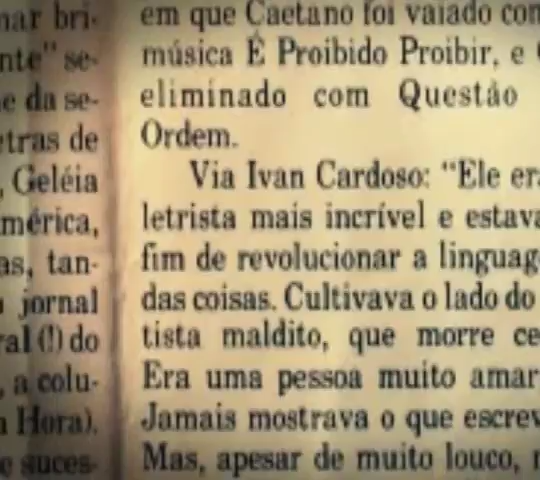 nar bri-
nte" se-
e da se-
etras de
, Geléia
mérica,
as, tan-
jornal
ral (!) do
, a colu-
Hora).
e suces-
em que Caetano foi vaiado com
música É Proibido Proibir, e
eliminado com Questão
Ordem.
Via Ivan Cardoso: "Ele era
letrista mais incrível e estava
fim de revolucionar a linguag
das coisas. Cultivava o lado do
tista maldito, que morre ce
Era uma pessoa muito amar
Jamais mostrava o que escrev
Mas, apesar de muito louco,